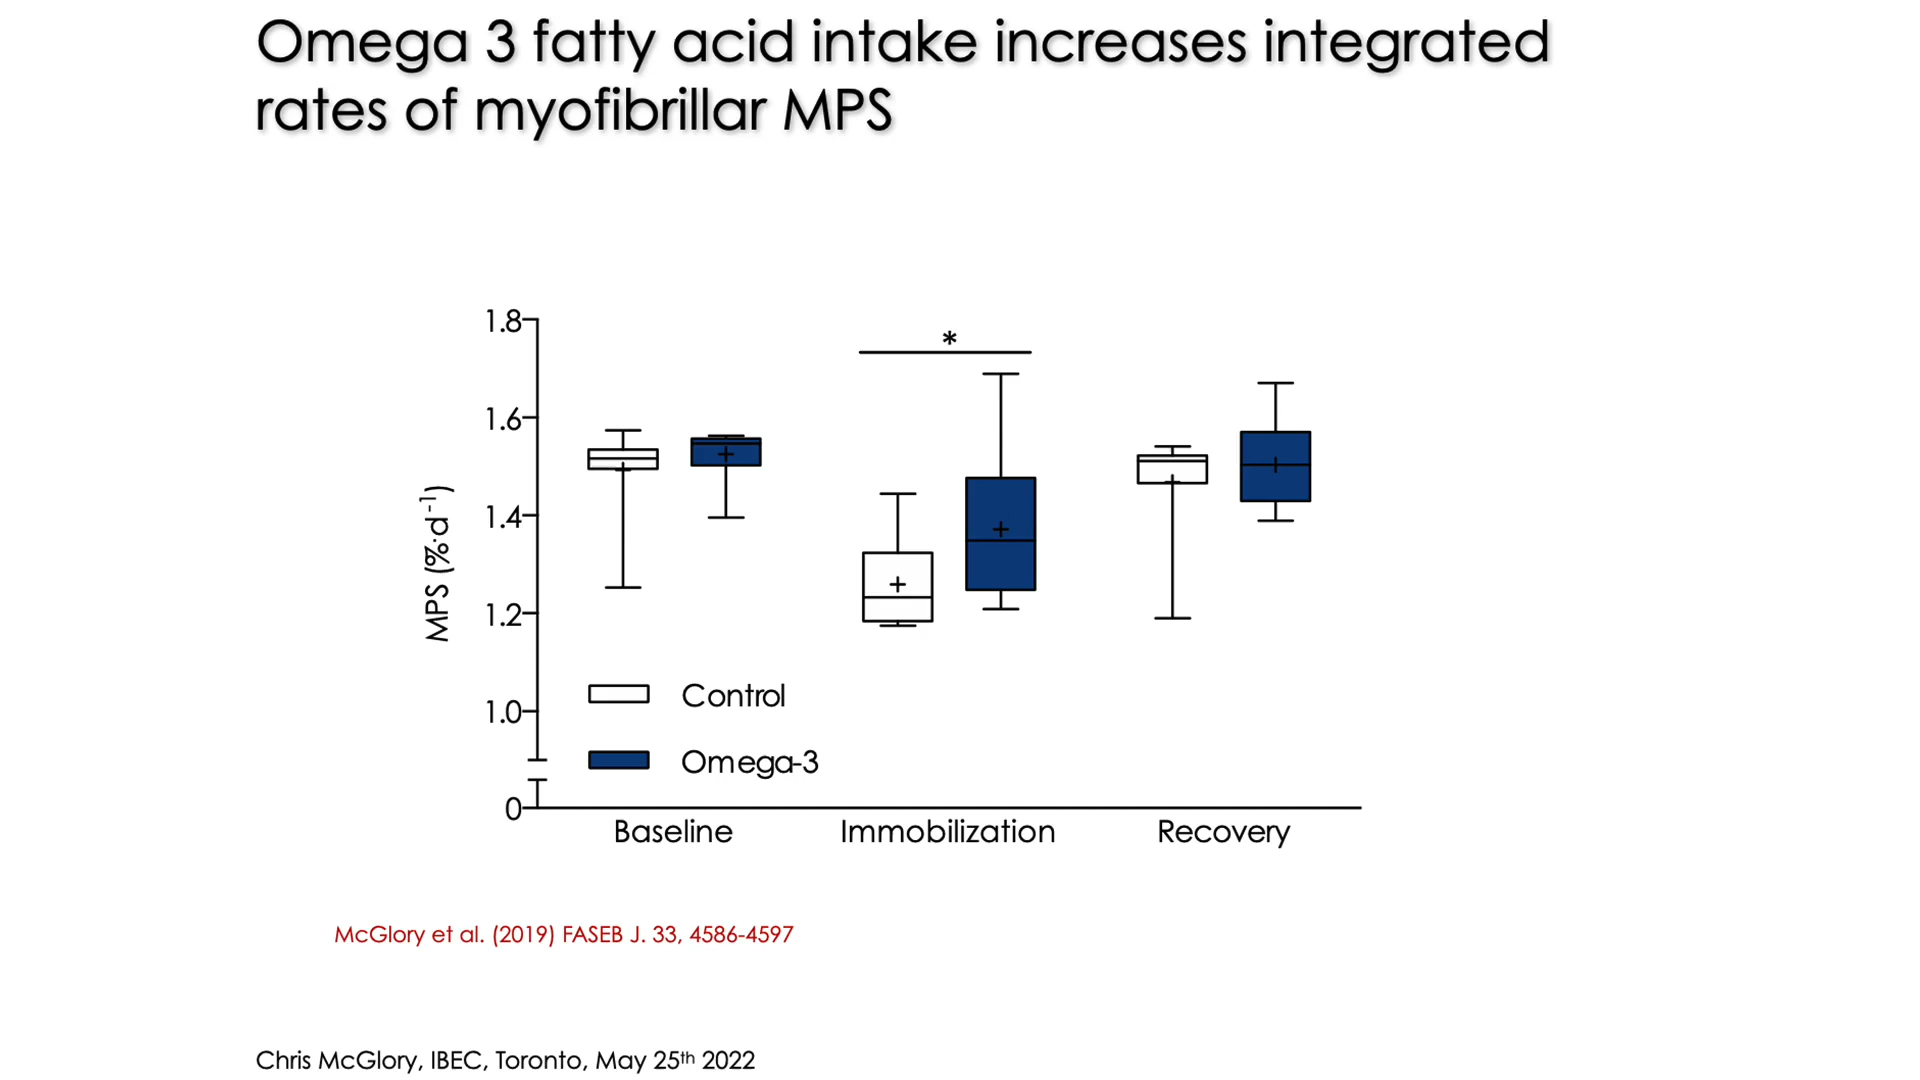 Omega 3 fatty acid intake increases integrated
rates of myofibrillar MPS
*
1.8
1.6
1.4
1.2
1.0
0
MPS (%·d⁻¹)
Control
Omega-3
Baseline Immobilization Recovery
McGlory et al. (2019) FASEB J. 33, 4586-4597
Chris McGlory, IBEC, Toronto, May 25th 2022